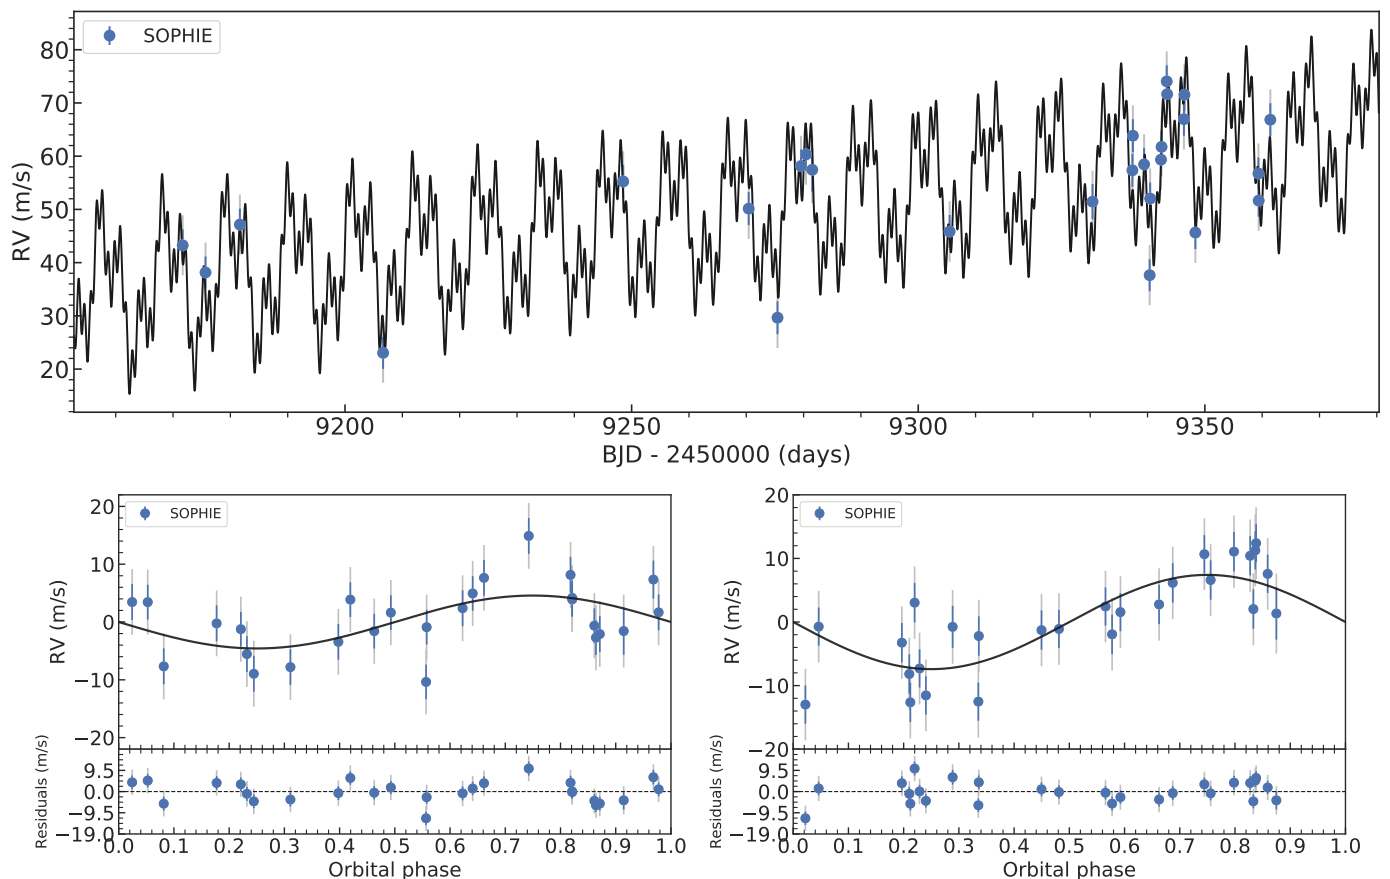 SOPHIE
RV (m/s)
80
70
60
50
40
30
20
9200 9250 9300 9350
BJD - 2450000 (days)
SOPHIE
RV (m/s)
20
10
0
−10
−20
Residuals (m/s)
9.5
0.0
−9.5
−19.0
0.0 0.1 0.2 0.3 0.4 0.5 0.6 0.7 0.8 0.9 1.0
Orbital phase
SOPHIE
RV (m/s)
20
10
0
−10
−20
Residuals (m/s)
9.5
0.0
−9.5
−19.0
0.0 0.1 0.2 0.3 0.4 0.5 0.6 0.7 0.8 0.9 1.0
Orbital phase